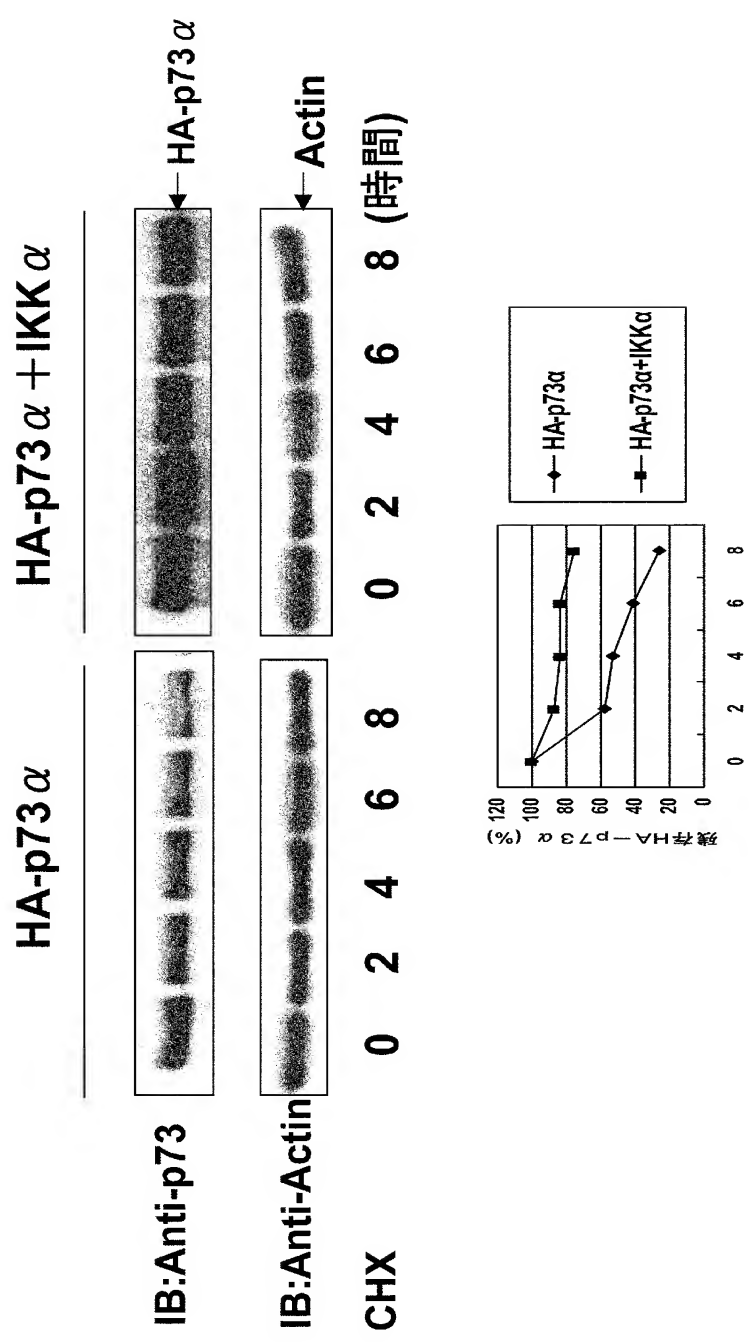 HA-p73α
HA-p73α+IKKα
IB:Anti-p73
HA-p73α
IB:Anti-Actin
Actin
CHX
0 2 4 6 8 0 2 4 6 8 (時間)
残存HA-p73α (%)
120
100
80
60
40
20
0
0 2 4 6 8
HA-p73α
HA-p73α+IKKα